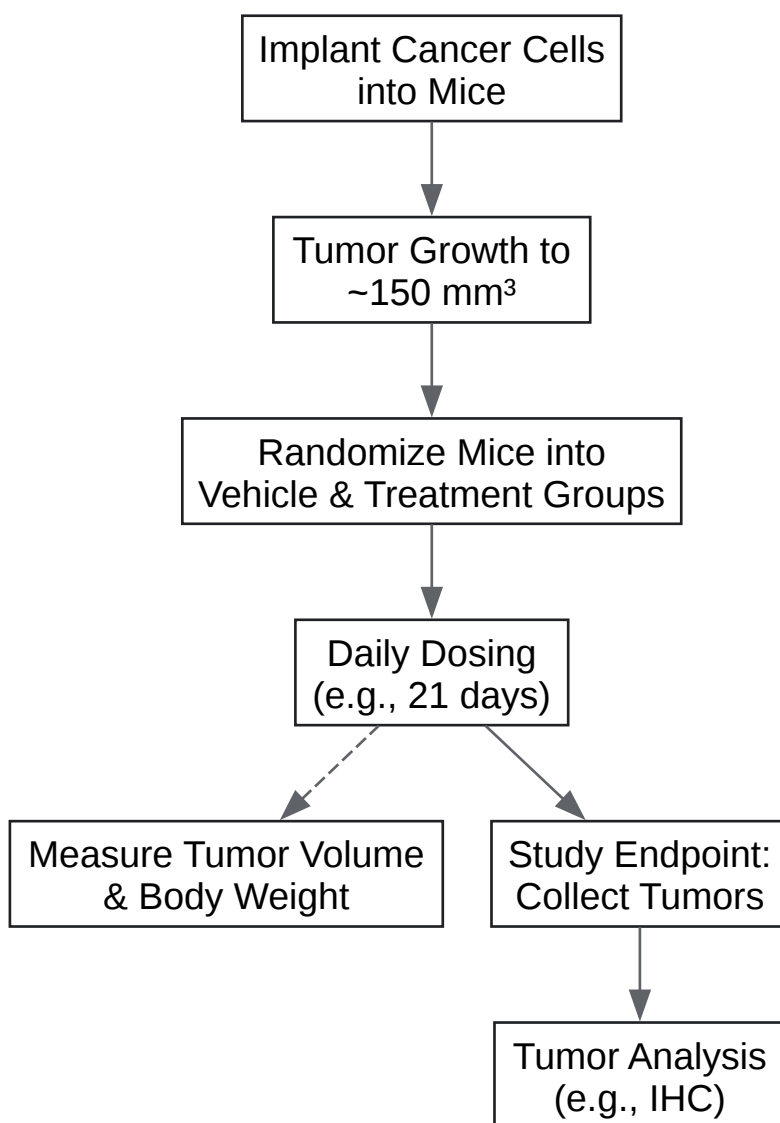 Implant Cancer Cells
into Mice
Tumor Growth to
~150 mm³
Randomize Mice into
Vehicle & Treatment Groups
Daily Dosing
(e.g., 21 days)
Measure Tumor Volume
& Body Weight
Study Endpoint:
Collect Tumors
Tumor Analysis
(e.g., IHC)